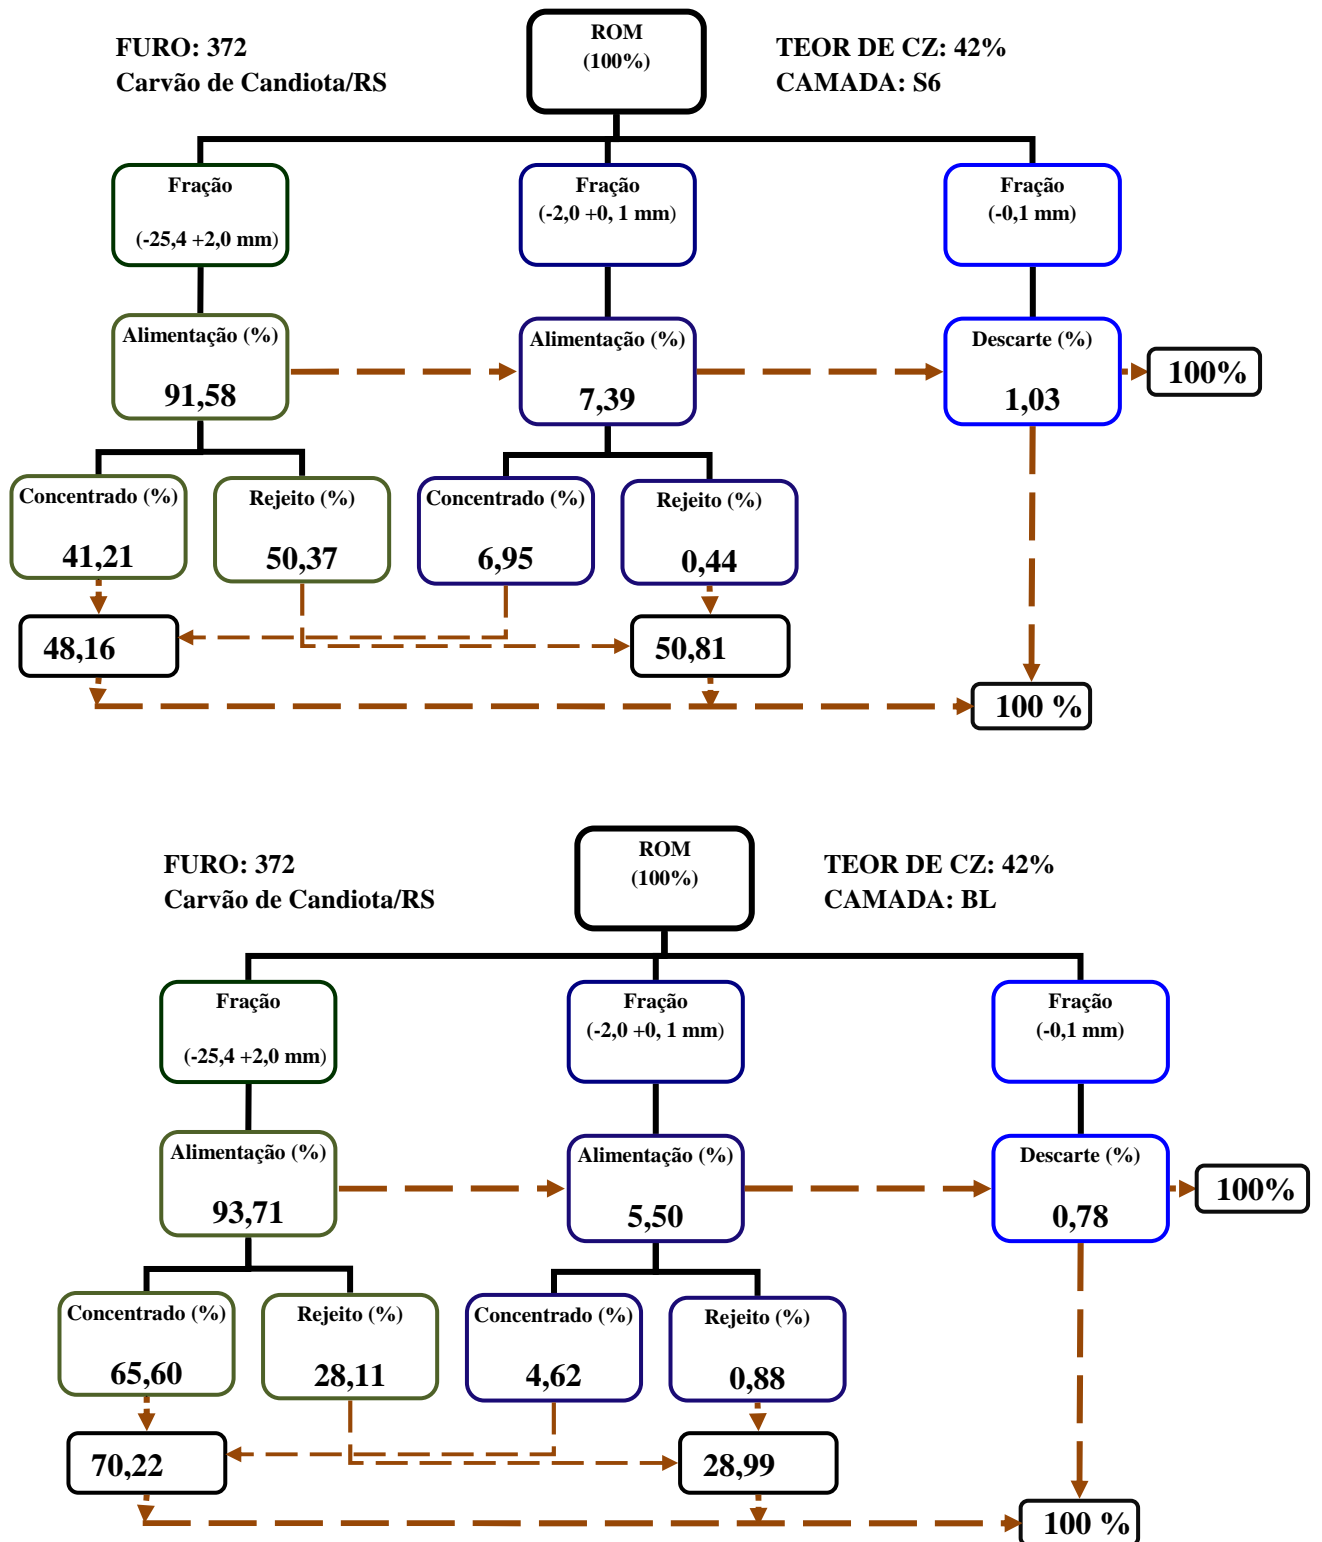 FURO: 372
Carvão de Candiota/RS
ROM
(100%)
TEOR DE CZ: 42%
CAMADA: S6
Fração
(-25,4 +2,0 mm)
Fração
(-2,0 +0, 1 mm)
Fração
(-0,1 mm)
Alimentação (%)
91,58
Alimentação (%)
7,39
Descarte (%)
1,03
100%
Concentrado (%)
41,21
Rejeito (%)
50,37
Concentrado (%)
6,95
Rejeito (%)
0,44
48,16
50,81
100 %
FURO: 372
Carvão de Candiota/RS
ROM
(100%)
TEOR DE CZ: 42%
CAMADA: BL
Fração
(-25,4 +2,0 mm)
Fração
(-2,0 +0, 1 mm)
Fração
(-0,1 mm)
Alimentação (%)
93,71
Alimentação (%)
5,50
Descarte (%)
0,78
100%
Concentrado (%)
65,60
Rejeito (%)
28,11
Concentrado (%)
4,62
Rejeito (%)
0,88
70,22
28,99
100 %